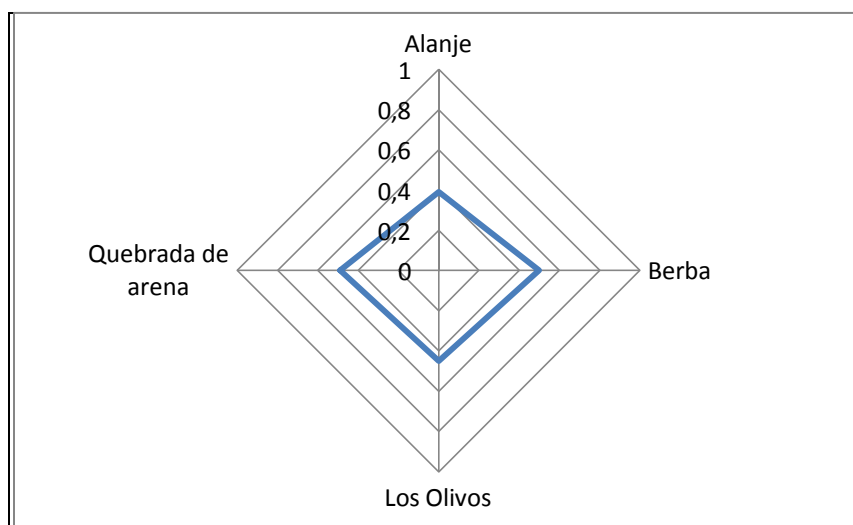 Alanje
1
0,8
0,6
0,4
0,2
0
Quebrada de
arena
Berba
Los Olivos